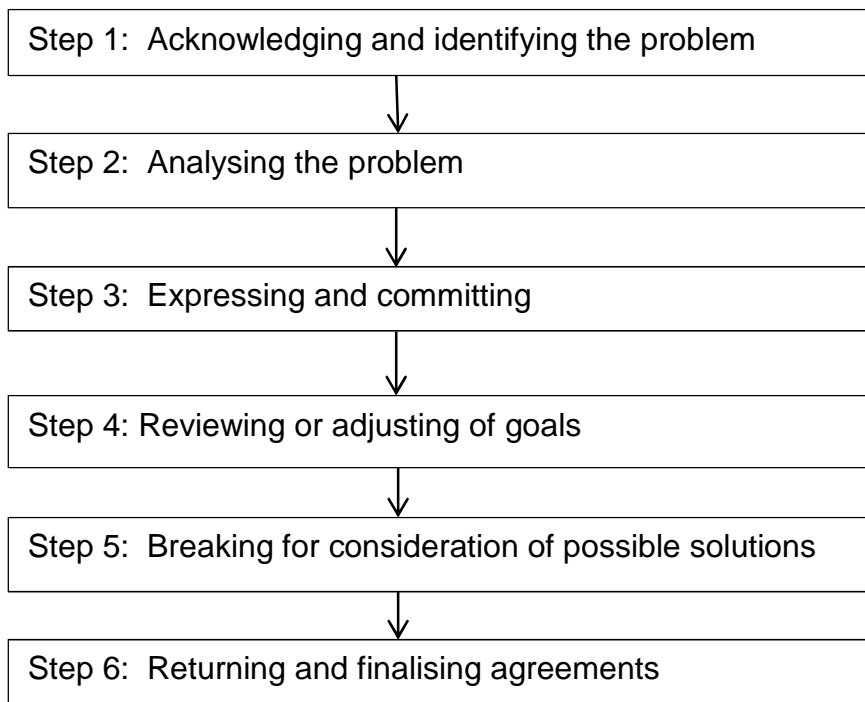 Step 1:  Acknowledging and identifying the problem
Step 2:  Analysing the problem
Step 3:  Expressing and committing
Step 4: Reviewing or adjusting of goals
Step 5:  Breaking for consideration of possible solutions
Step 6:  Returning and finalising agreements